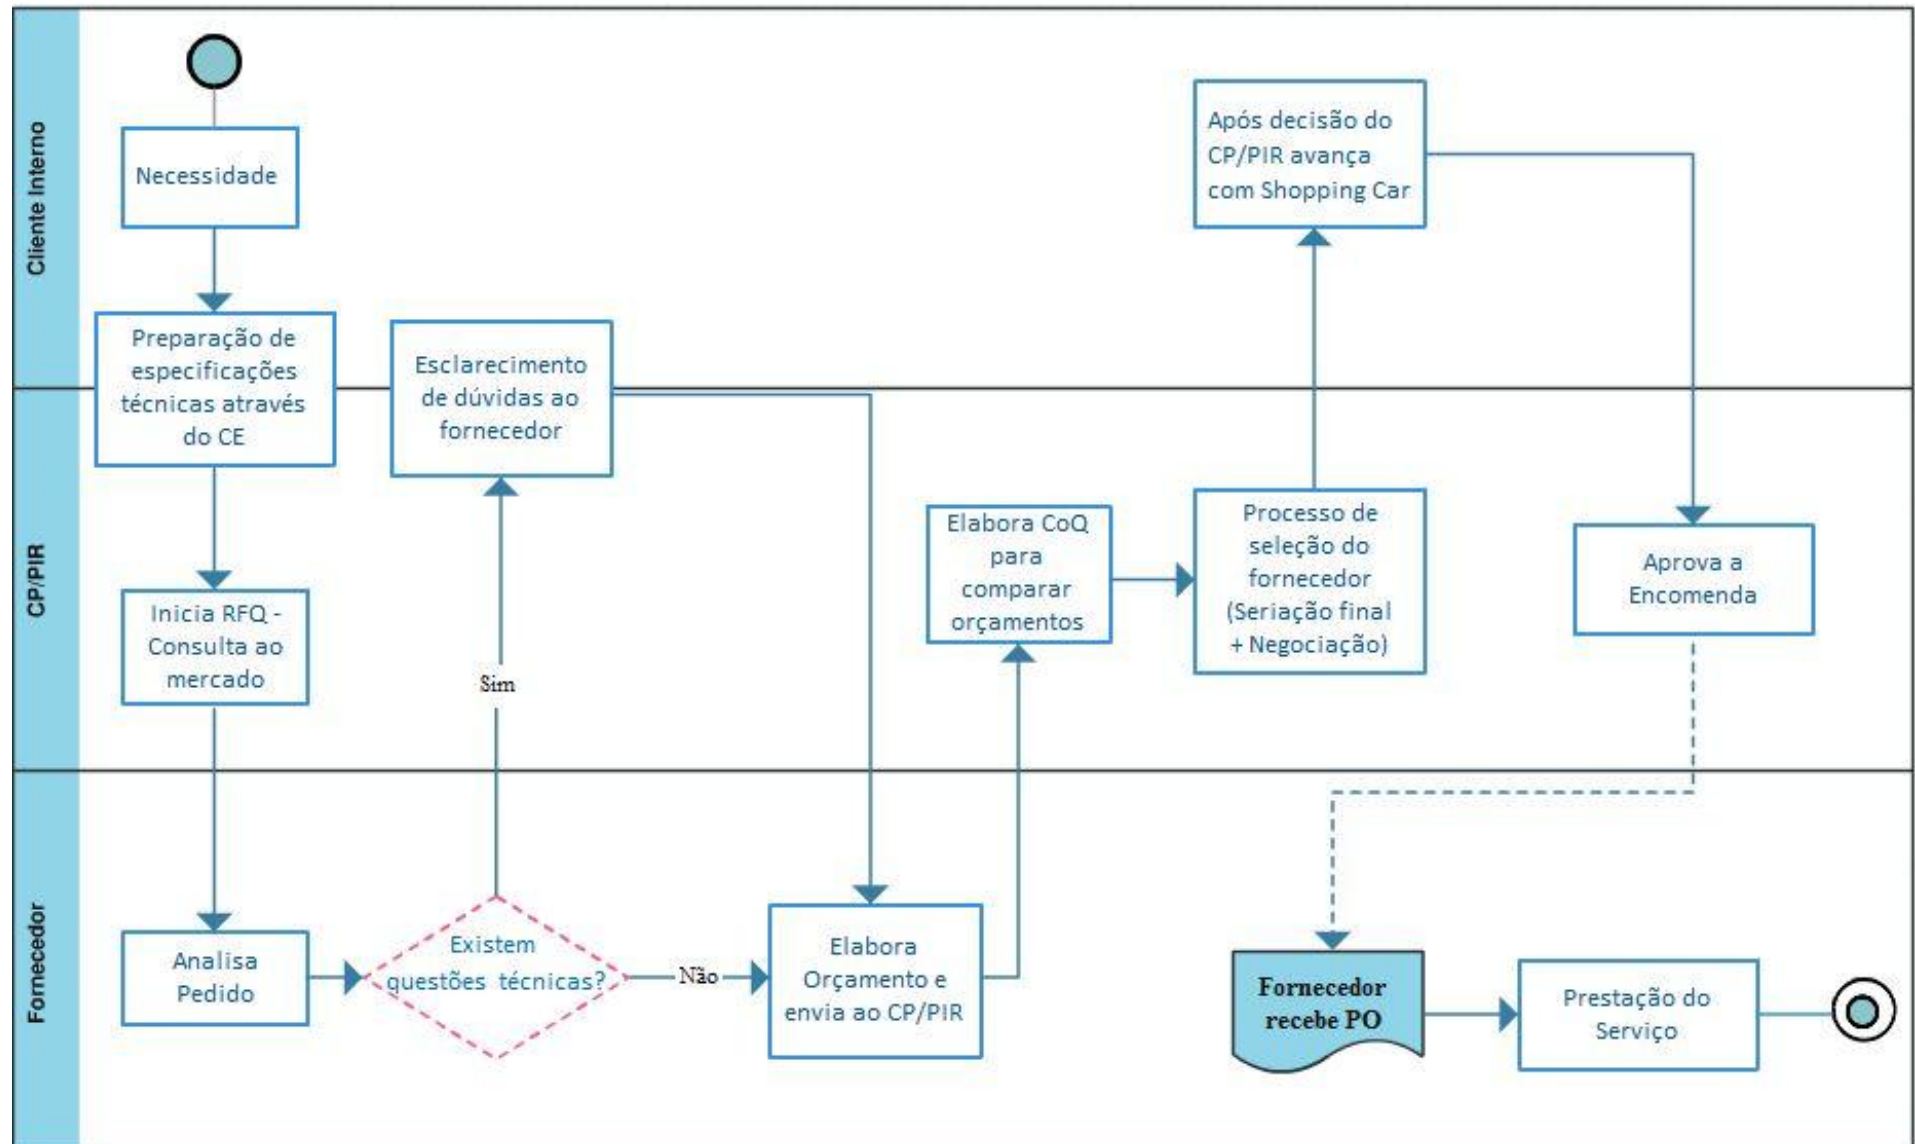 Cliente Interno
Necessidade
Preparação de
especificações
técnicas através
do CE
Esclarecimento
de dúvidas ao
fornecedor
Após decisão do
CP/PIR avança
com Shopping Car
CP/PIR
Inicia RFQ -
Consulta ao
mercado
Sim
Elabora CoQ
para
comparar
orçamentos
Processo de
seleção do
fornecedor
(Seriação final
+ Negociação)
Aprova a
Encomenda
Fornecedor
Analisa
Pedido
Existem
questões técnicas?
Não
Elabora
Orçamento e
envia ao CP/PIR
Fornecedor
recebe PO
Prestação do
Serviço